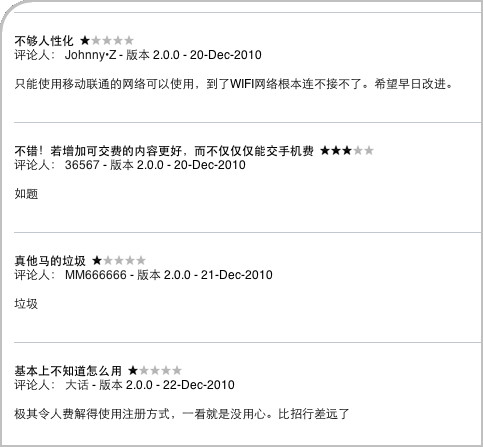 不够人性化 ★☆☆☆☆
评论人： Johnny•Z - 版本 2.0.0 - 20-Dec-2010
只能使用移动联通的网络可以使用，到了WIFI网络根本连不接不了。希望早日改进。
不错！若增加可交费的内容更好，而不仅仅仅能交手机费 ★★★☆☆
评论人： 36567 - 版本 2.0.0 - 20-Dec-2010
如题
真他马的垃圾 ★☆☆☆☆
评论人： MM666666 - 版本 2.0.0 - 21-Dec-2010
垃圾
基本上不知道怎么用 ★☆☆☆☆
评论人： 大话 - 版本 2.0.0 - 22-Dec-2010
极其令人费解得使用注册方式，一看就是没用心。比招行差远了